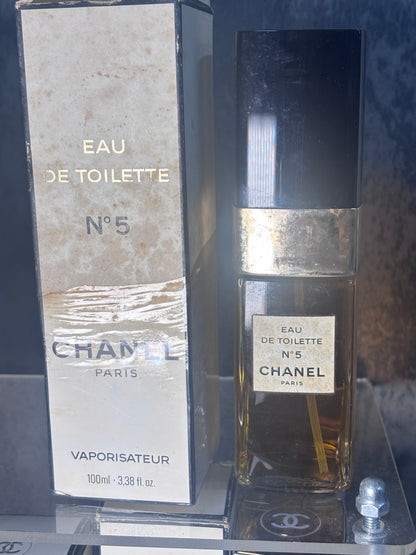 EAU
DE TOILETTE
N°5
CHANEL
PARIS
VAPORISATEUR
100ml · 3.38 fl. oz.
EAU
DE TOILETTE
N°5
CHANEL
PARIS